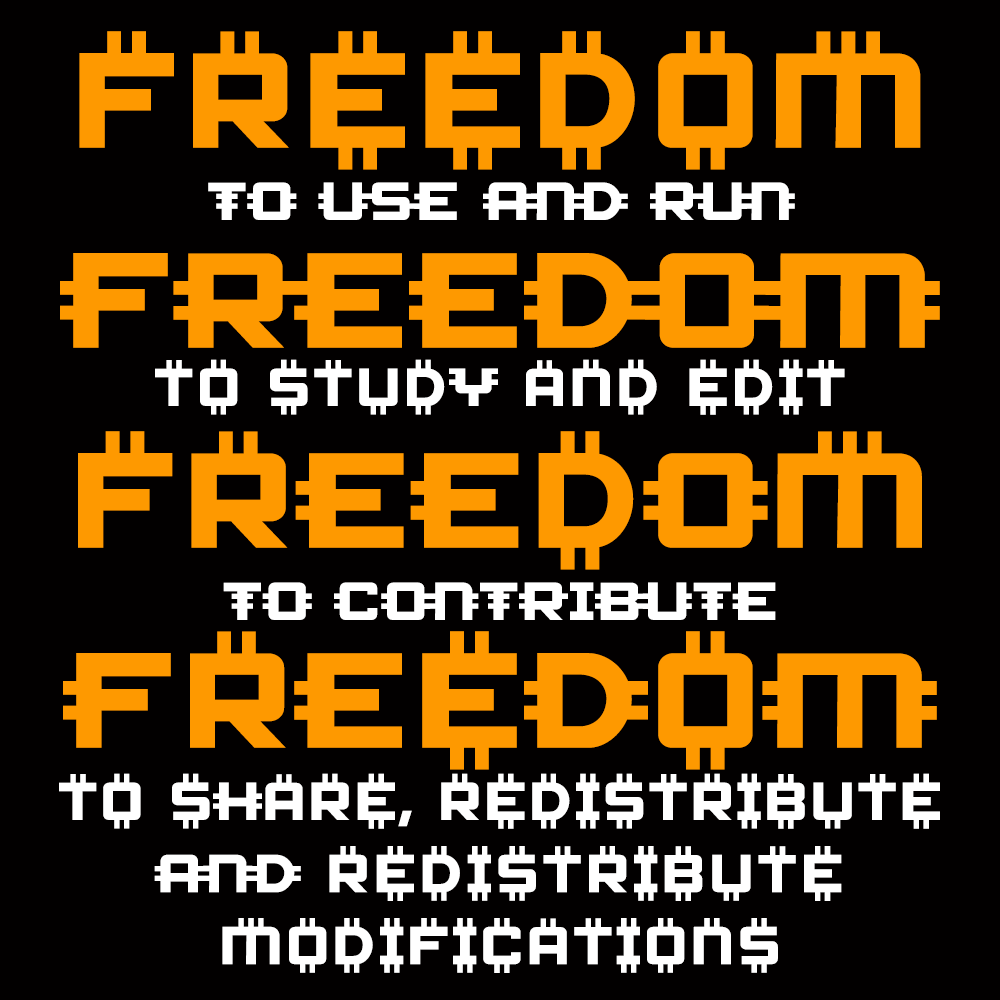 FREEDOM
TO USE AND RUN
FREEDOM
TO STUDY AND EDIT
FREEDOM
TO CONTRIBUTE
FREEDOM
TO SHARE, REDISTRIBUTE
AND REDISTRIBUTE
MODIFICATIONS